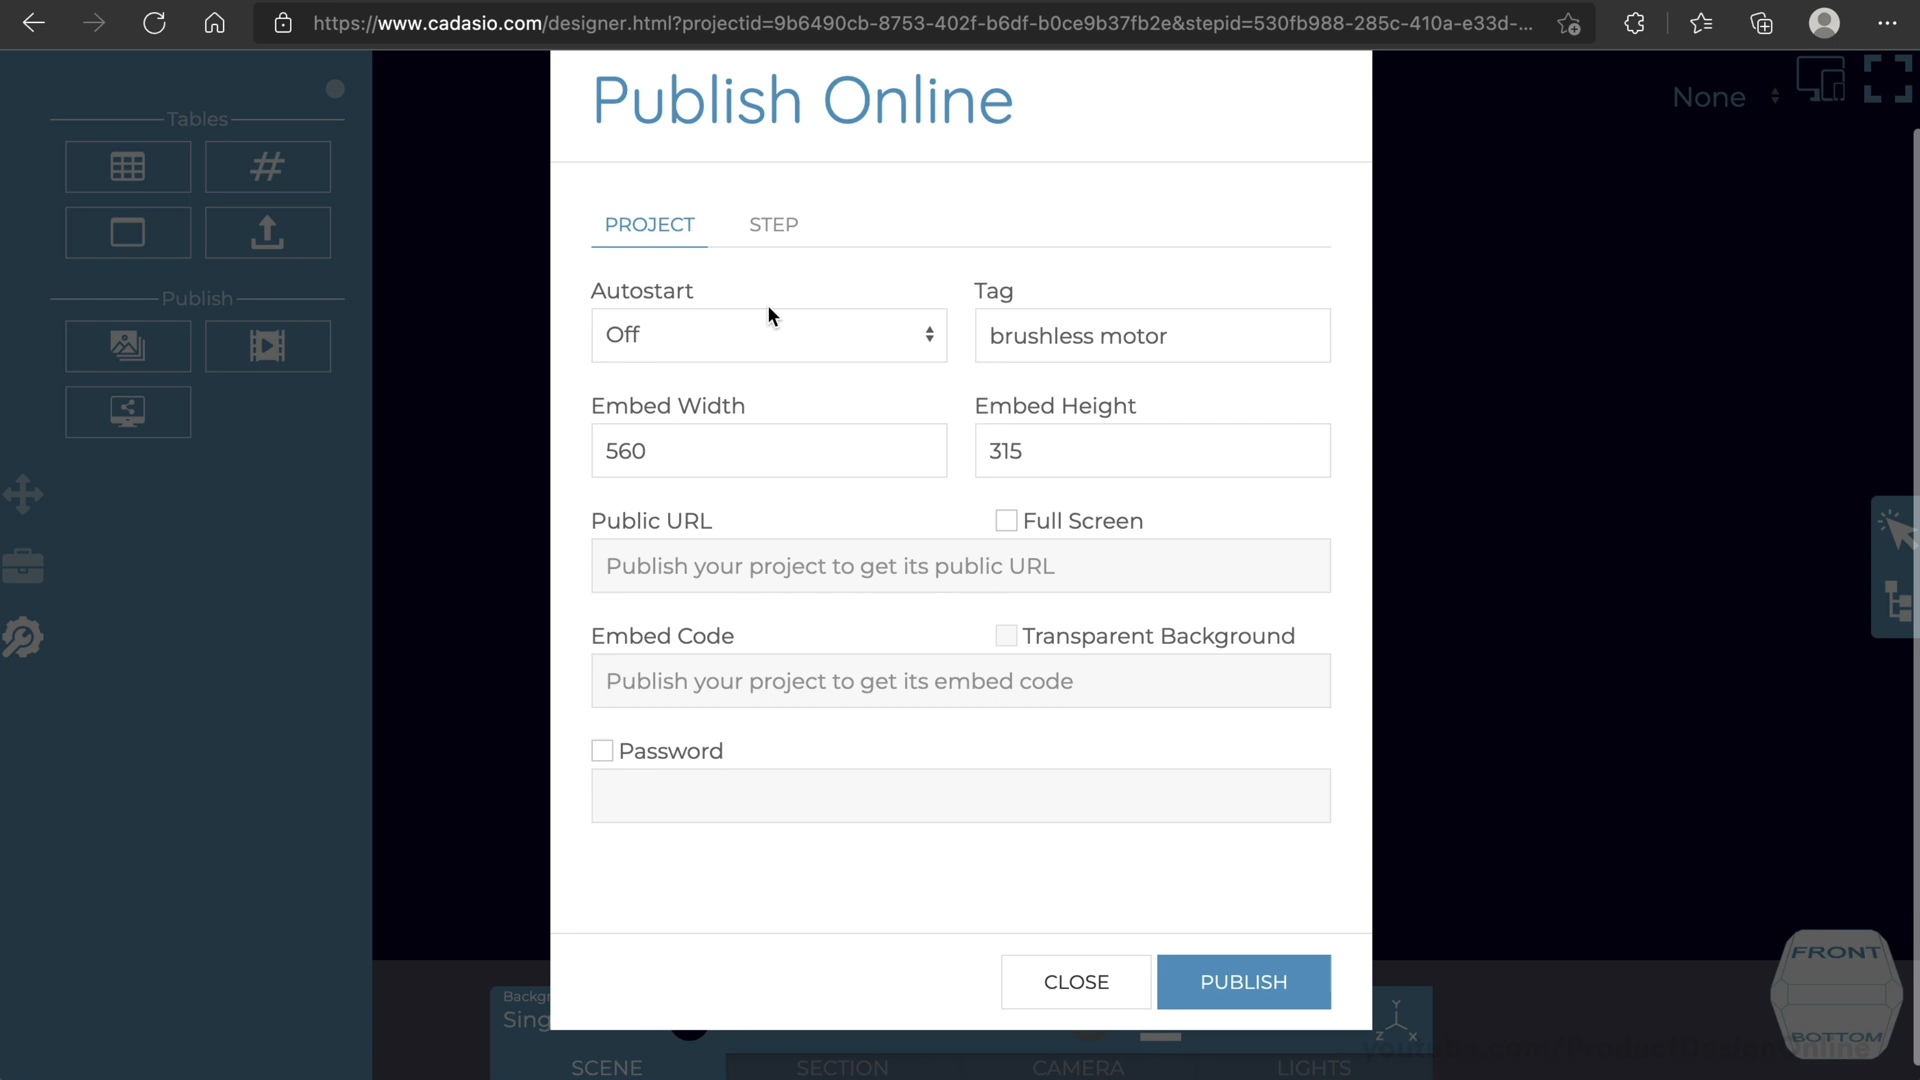 https://www.cadasio.com/designer.html?projectid=9b6490cb-8753-402f-b6df-b0ce9b37fb2e&stepid=530fb988-285c-410a-e33d-...
Publish Online
None
Tables
#
PROJECT STEP
Autostart Tag
Publish
Off brushless motor
Embed Width Embed Height
560 315
Public URL Full Screen
Publish your project to get its public URL
Embed Code Transparent Background
Publish your project to get its embed code
Password
CLOSE PUBLISH
FRONT
BOTTOM
Backgr
Sing
Y
Z X
SCENE SECTION CAMERA LIGHTS